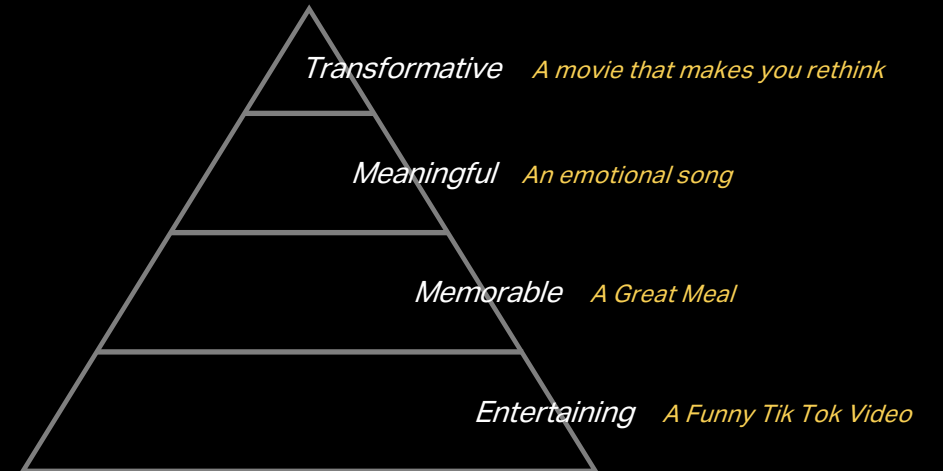 Transformative A movie that makes you rethink
Meaningful An emotional song
Memorable A Great Meal
Entertaining A Funny Tik Tok Video